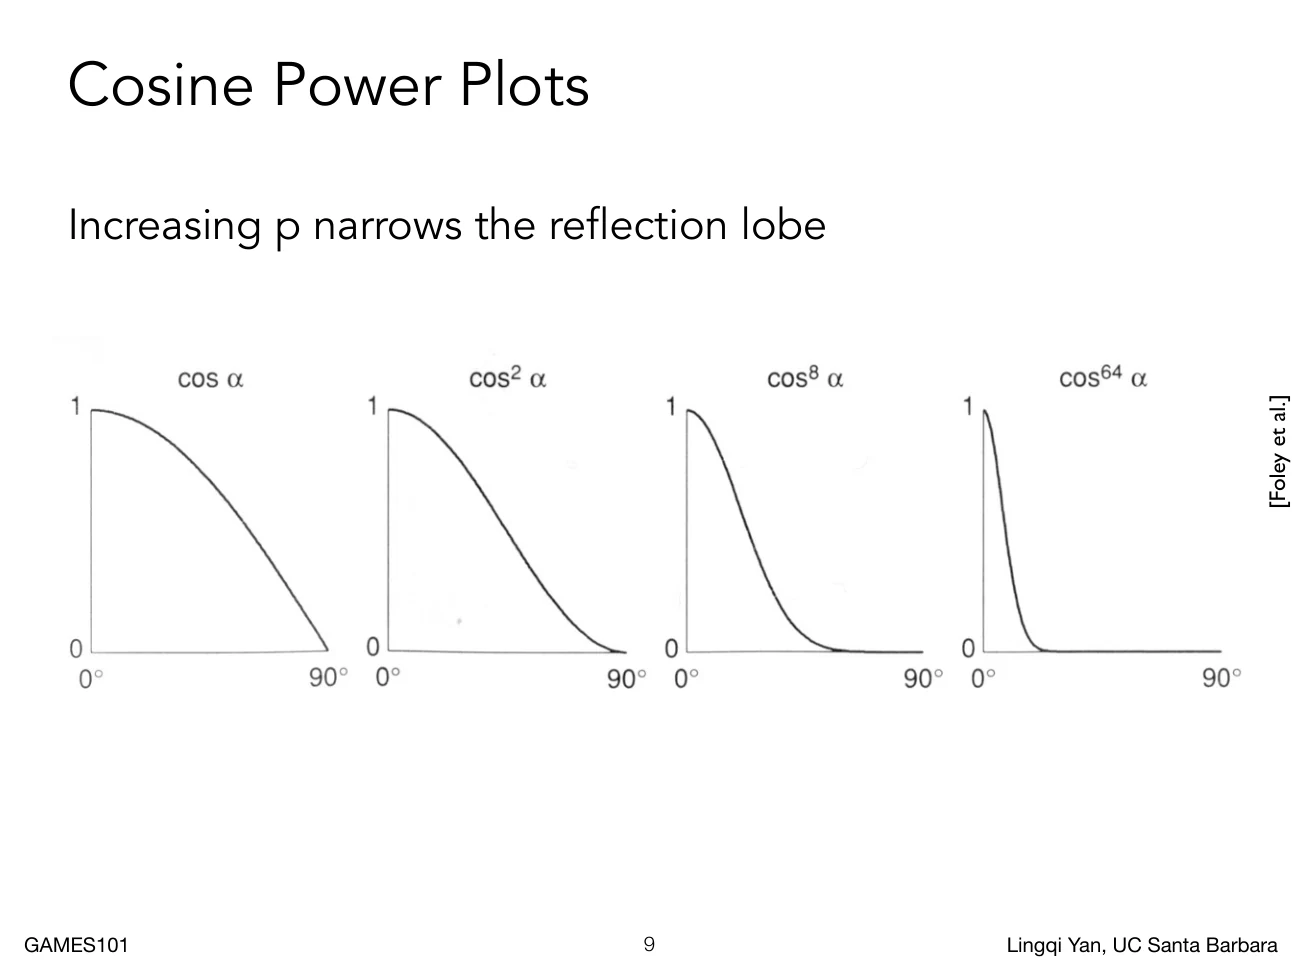 Cosine Power Plots
Increasing p narrows the reflection lobe
cos α
cos² α
cos⁸ α
cos⁶⁴ α
1
1
1
1
0
0
0
0
0°
90°
0°
90°
0°
90°
0°
90°
[Foley et al.]
GAMES101
9
Lingqi Yan, UC Santa Barbara